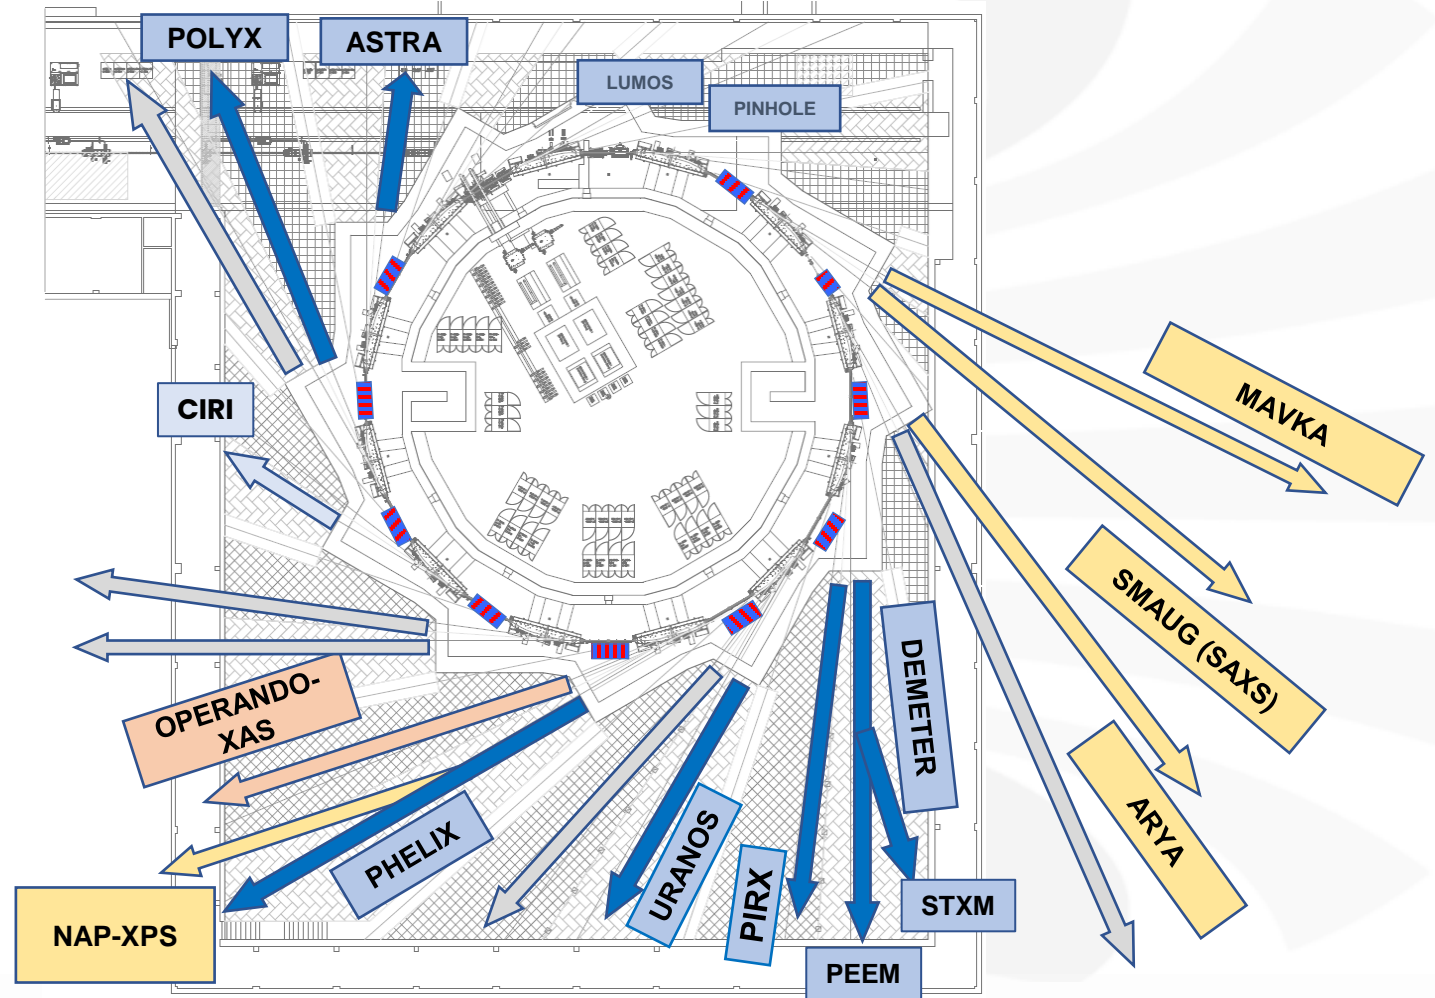 POLYX
ASTRA
LUMOS
PINHOLE
CIRI
MAVKA
SMAUG (SAXS)
ARYA
OPERANDO-
XAS
DEMETER
PHELIX
URANOS
PIRX
STXM
NAP-XPS
PEEM